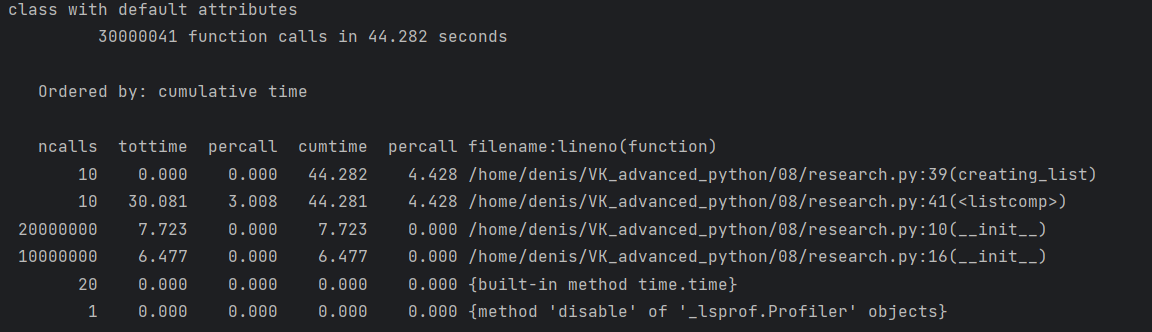 class with default attributes
30000041 function calls in 44.282 seconds
Ordered by: cumulative time
ncalls tottime percall cumtime percall filename:lineno(function)
10 0.000 0.000 44.282 4.428 /home/denis/VK_advanced_python/08/research.py:39(creating_list)
10 30.081 3.008 44.281 4.428 /home/denis/VK_advanced_python/08/research.py:41(<listcomp>)
20000000 7.723 0.000 7.723 0.000 /home/denis/VK_advanced_python/08/research.py:10(__init__)
10000000 6.477 0.000 6.477 0.000 /home/denis/VK_advanced_python/08/research.py:16(__init__)
20 0.000 0.000 0.000 0.000 {built-in method time.time}
1 0.000 0.000 0.000 0.000 {method 'disable' of '_lsprof.Profiler' objects}